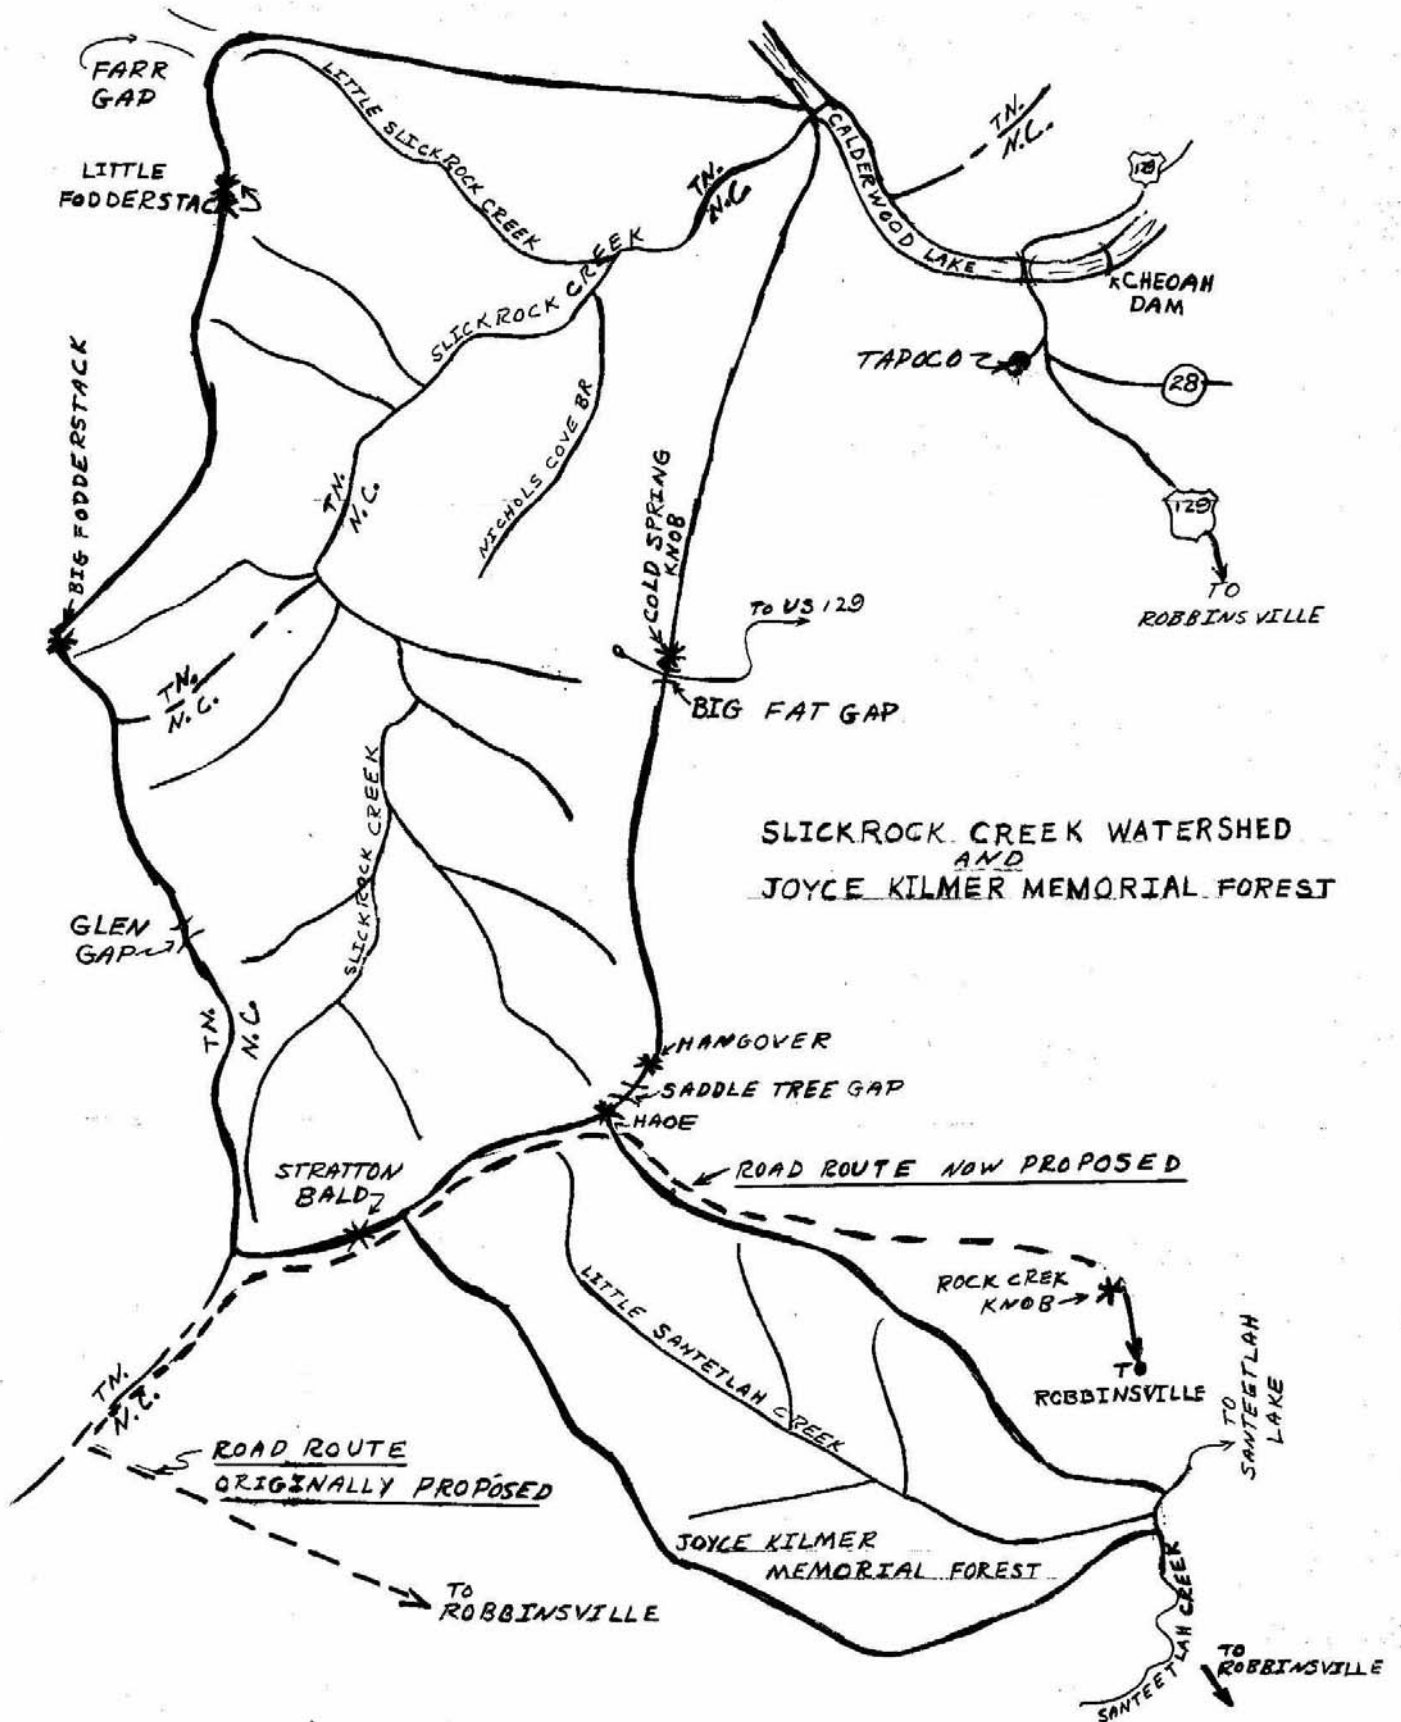 FARR
GAP
LITTLE
FODDERSTACK
LITTLE SLICKROCK CREEK
TN.
N.C.
CALDERWOOD LAKE
TN.
N.C.
129
CHEOAH
DAM
TAPOCO
28
129
TO
ROBBINSVILLE
SLICKROCK CREEK
NICHOLS COVE BR
BIG FODDERSTACK
TN.
N.C.
COLD SPRING
KNOB
TO US 129
BIG FAT GAP
TN.
N.C.
SLICKROCK CREEK
SLICKROCK CREEK WATERSHED
AND
JOYCE KILMER MEMORIAL FOREST
SLICKROCK CREEK
GLEN
GAP
TN.
N.C.
HANGOVER
SADDLE TREE GAP
HAOE
STRATTON
BALD
ROAD ROUTE NOW PROPOSED
LITTLE SANTETLAH CREEK
ROCK CREK
KNOB
TO
ROBBINSVILLE
TO
SANTEETLAH
LAKE
TN.
N.C.
ROAD ROUTE
ORIGINALLY PROPOSED
TO
ROBBINSVILLE
JOYCE KILMER
MEMORIAL FOREST
SANTEETLAH CREEK
TO
ROBBINSVILLE